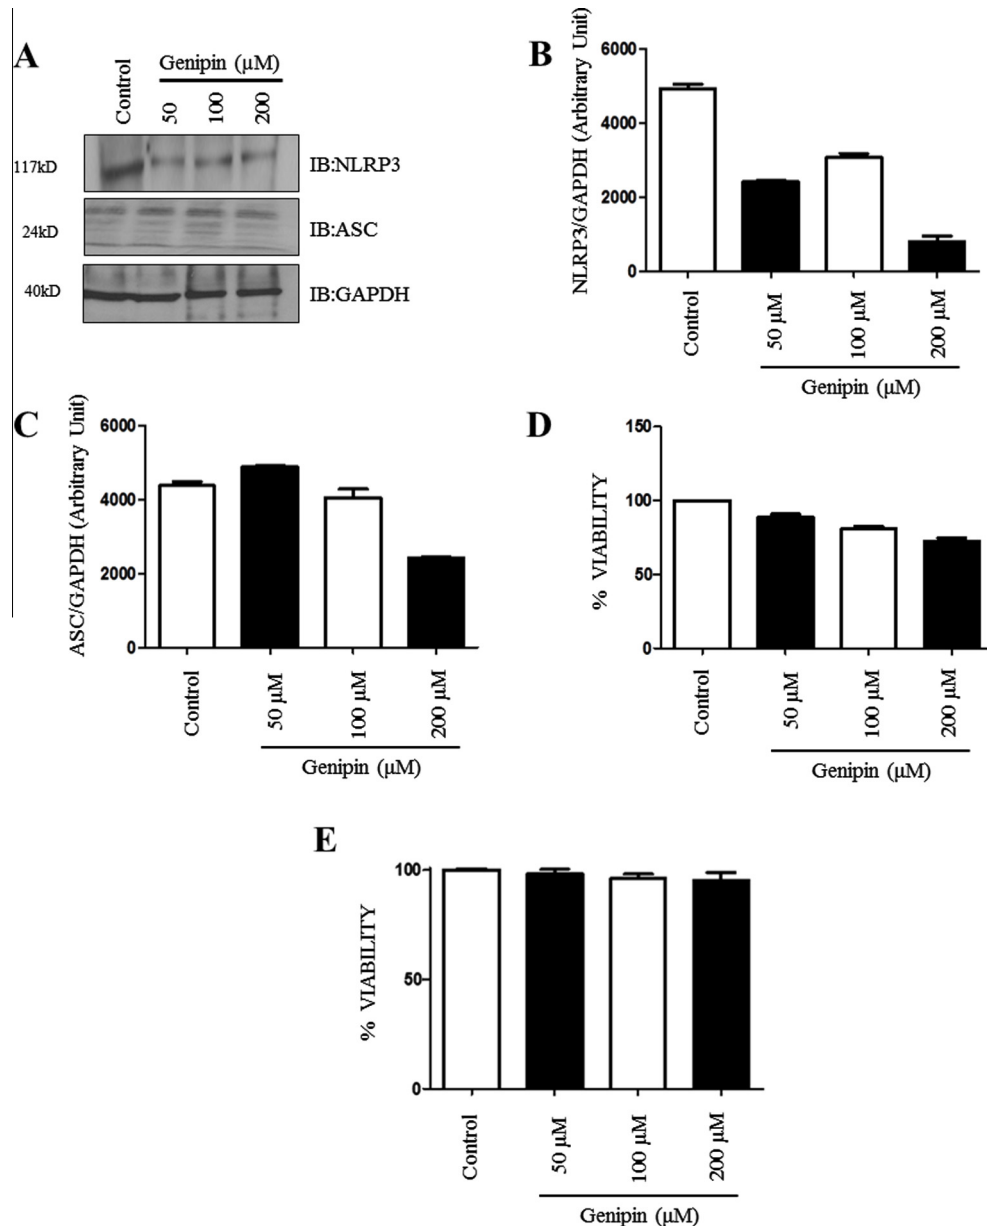 A
Genipin (µM)
Control
50
100
200
117kD
IB:NLRP3
24kD
IB:ASC
40kD
IB:GAPDH
B
NLRP3/GAPDH (Arbitrary Unit)
6000
4000
2000
0
Control
50 µM
100 µM
200 µM
Genipin (µM)
C
ASC/GAPDH (Arbitrary Unit)
6000
4000
2000
0
Control
50 µM
100 µM
200 µM
Genipin (µM)
D
% VIABILITY
150
100
50
0
Control
50 µM
100 µM
200 µM
Genipin (µM)
E
% VIABILITY
100
50
0
Control
50 µM
100 µM
200 µM
Genipin (µM)